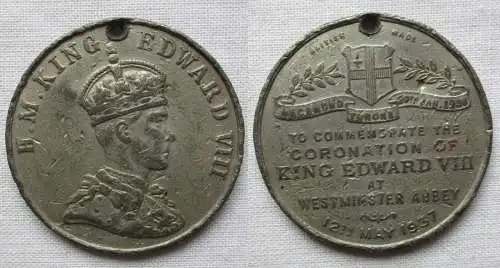 H.M. KING EDWARD VIII
BRITISH MADE
ASCENDED THRONE 20TH JAN. 1936
TO COMMEMORATE THE
CORONATION OF
KING EDWARD VIII
AT
WESTMINSTER ABBEY
12TH MAY 1937